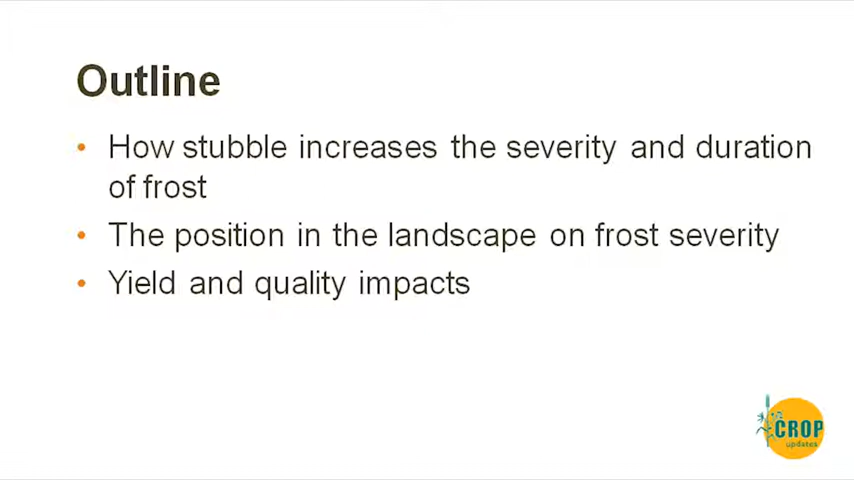 Outline
• How stubble increases the severity and duration
of frost
• The position in the landscape on frost severity
• Yield and quality impacts
CROP
updates